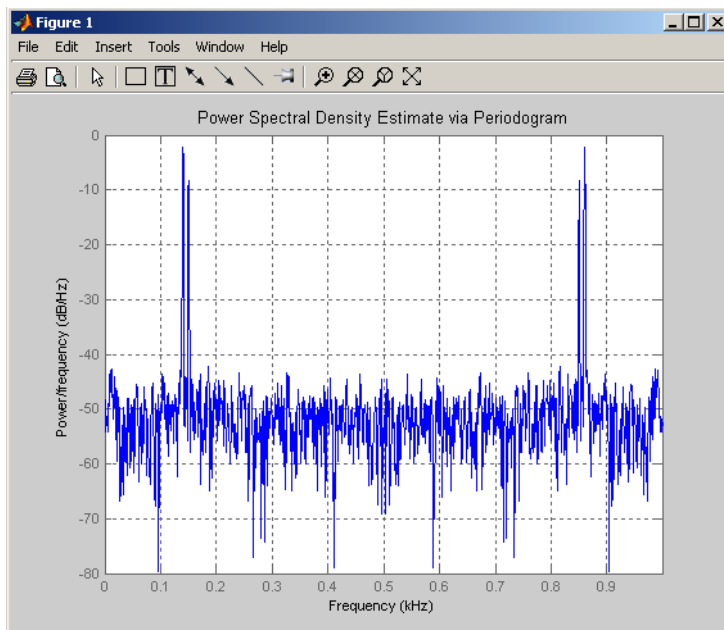 Figure 1
File Edit Insert Tools Window Help
T
Power Spectral Density Estimate via Periodogram
0
-10
-20
-30
-40
-50
-60
-70
-80
Power/frequency (dB/Hz)
0 0.1 0.2 0.3 0.4 0.5 0.6 0.7 0.8 0.9
Frequency (kHz)